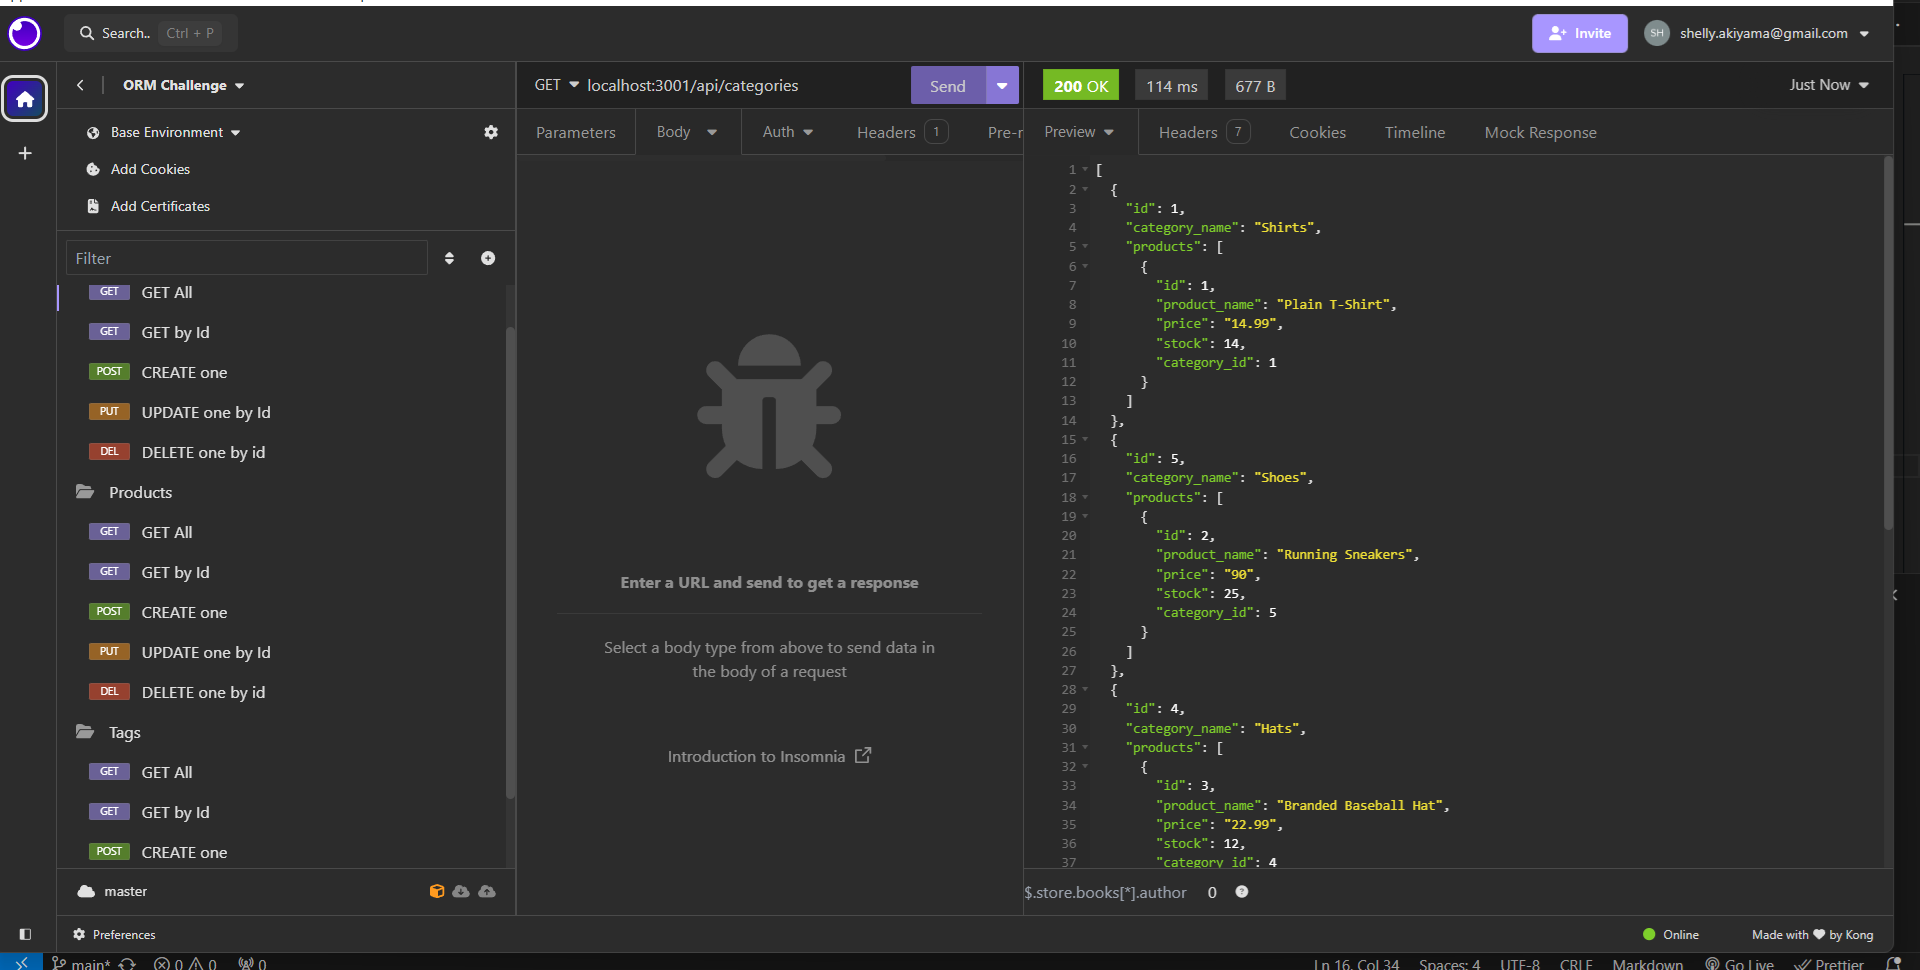 Search.. Ctrl + P
Invite
SH shelly.akiyama@gmail.com
ORM Challenge
Base Environment
Add Cookies
Add Certificates
Filter
GET GET All
GET GET by Id
POST CREATE one
PUT UPDATE one by Id
DEL DELETE one by id
Products
GET GET All
GET GET by Id
POST CREATE one
PUT UPDATE one by Id
DEL DELETE one by id
Tags
GET GET All
GET GET by Id
POST CREATE one
master
Preferences
GET localhost:3001/api/categories Send
Parameters Body Auth Headers 1 Pre-r
Enter a URL and send to get a response
Select a body type from above to send data in
the body of a request
Introduction to Insomnia
200 OK 114 ms 677 B Just Now
Preview Headers 7 Cookies Timeline Mock Response
1 [
2 {
3 "id": 1,
4 "category_name": "Shirts",
5 "products": [
6 {
7 "id": 1,
8 "product_name": "Plain T-Shirt",
9 "price": "14.99",
10 "stock": 14,
11 "category_id": 1
12 }
13 ]
14 },
15 {
16 "id": 5,
17 "category_name": "Shoes",
18 "products": [
19 {
20 "id": 2,
21 "product_name": "Running Sneakers",
22 "price": "90",
23 "stock": 25,
24 "category_id": 5
25 }
26 ]
27 },
28 {
29 "id": 4,
30 "category_name": "Hats",
31 "products": [
32 {
33 "id": 3,
34 "product_name": "Branded Baseball Hat",
35 "price": "22.99",
36 "stock": 12,
37 "category_id": 4
$.store.books[*].author 0
Online Made with by Kong
main* 0 0 0 Ln 16, Col 34 Spaces: 4 UTF-8 CRLF Markdown Go Live Prettier